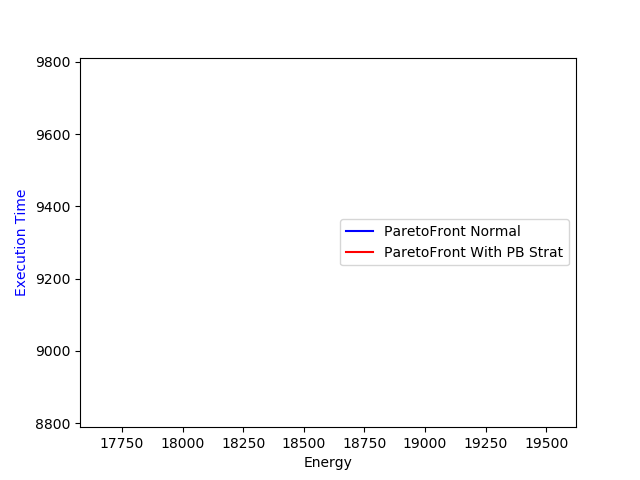 9800
9600
9400
9200
9000
8800
Execution Time
ParetoFront Normal
ParetoFront With PB Strat
17750 18000 18250 18500 18750 19000 19250 19500
Energy